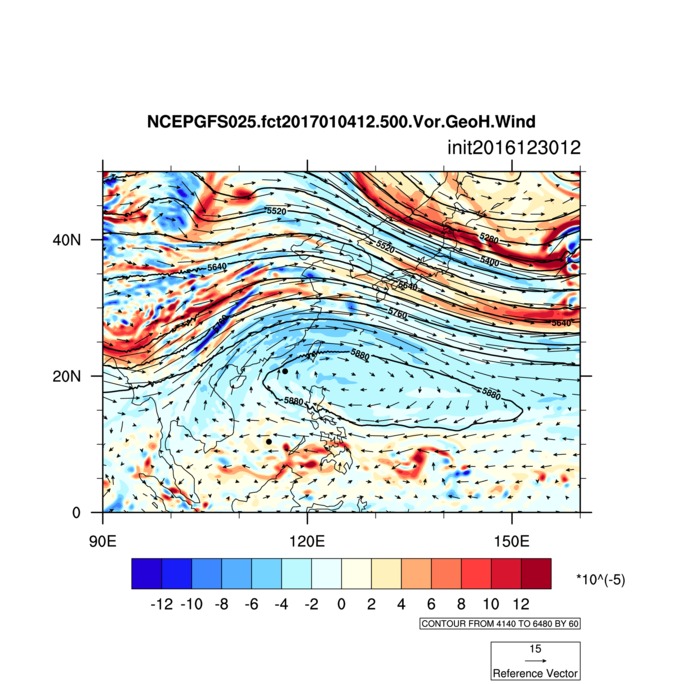 NCEPGFS025.fct2017010412.500.Vor.GeoH.Wind
init2016123012
40N
20N
0
5520
5640
5520
5280
5400
5640
5760
5640
5880
5880
5880
90E 120E 150E
-12 -10 -8 -6 -4 -2 0 2 4 6 8 10 12
*10^(-5)
CONTOUR FROM 4140 TO 6480 BY 60
15
Reference Vector